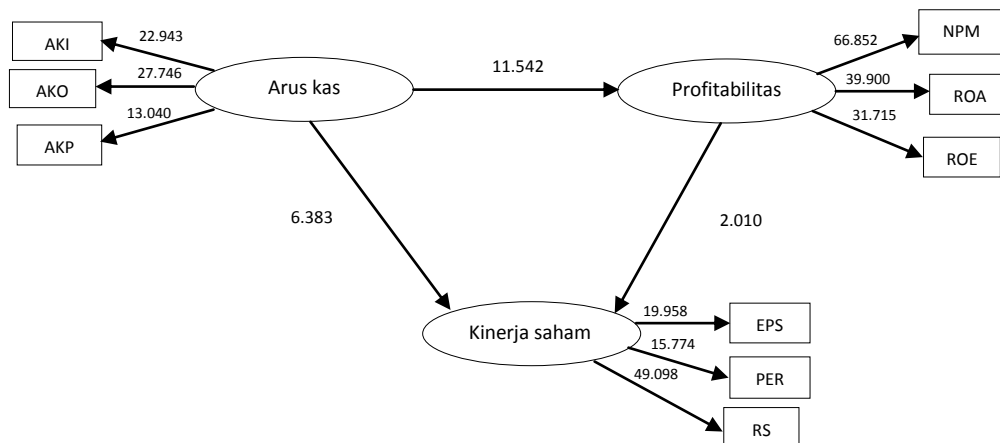 AKI
22.943
NPM
66.852
AKO
27.746
Arus kas
11.542
Profitabilitas
39.900
ROA
AKP
13.040
31.715
ROE
6.383
2.010
Kinerja saham
19.958
EPS
15.774
PER
49.098
RS